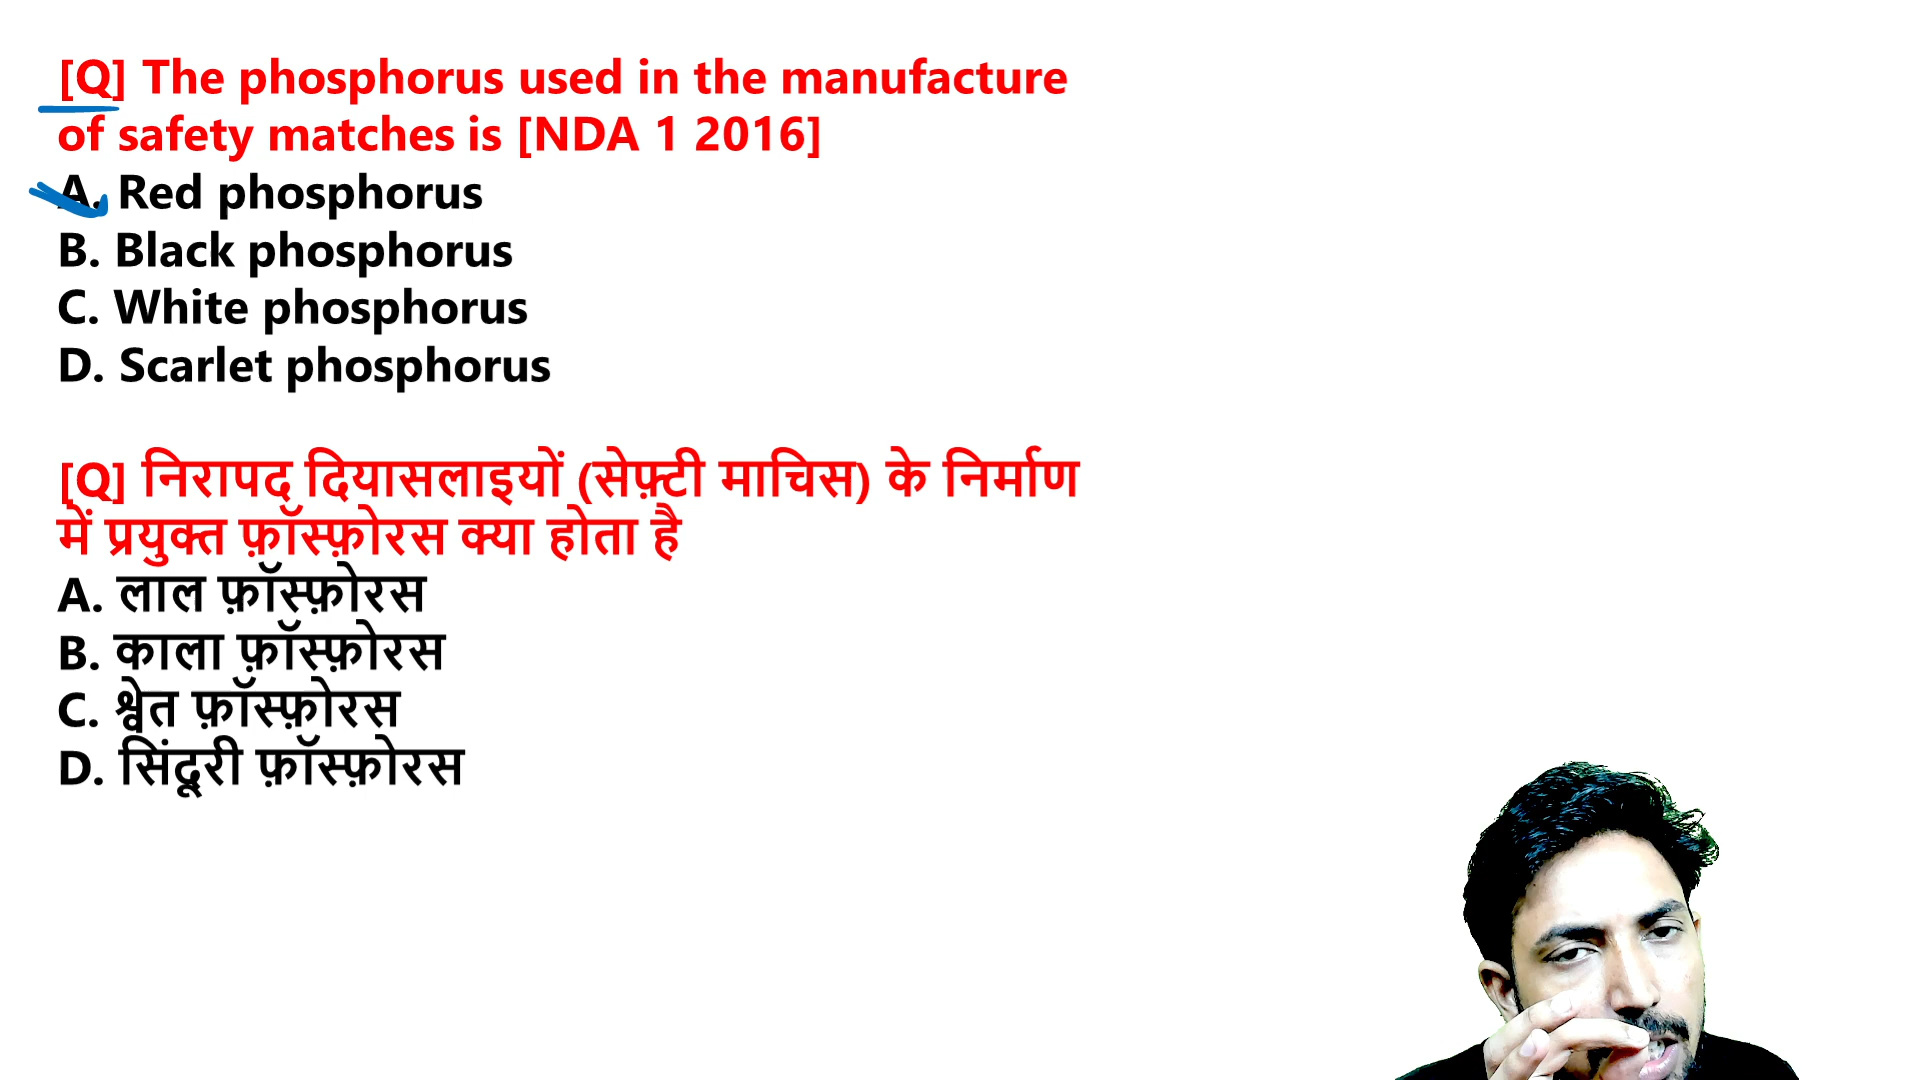 [Q] The phosphorus used in the manufacture
of safety matches is [NDA 1 2016]
A. Red phosphorus
B. Black phosphorus
C. White phosphorus
D. Scarlet phosphorus
[Q] निरापद दियासलाइयों (सेफ़्टी माचिस) के निर्माण
में प्रयुक्त फ़ॉस्फ़ोरस क्या होता है
A. लाल फ़ॉस्फ़ोरस
B. काला फ़ॉस्फ़ोरस
C. श्वेत फ़ॉस्फ़ोरस
D. सिंदूरी फ़ॉस्फ़ोरस